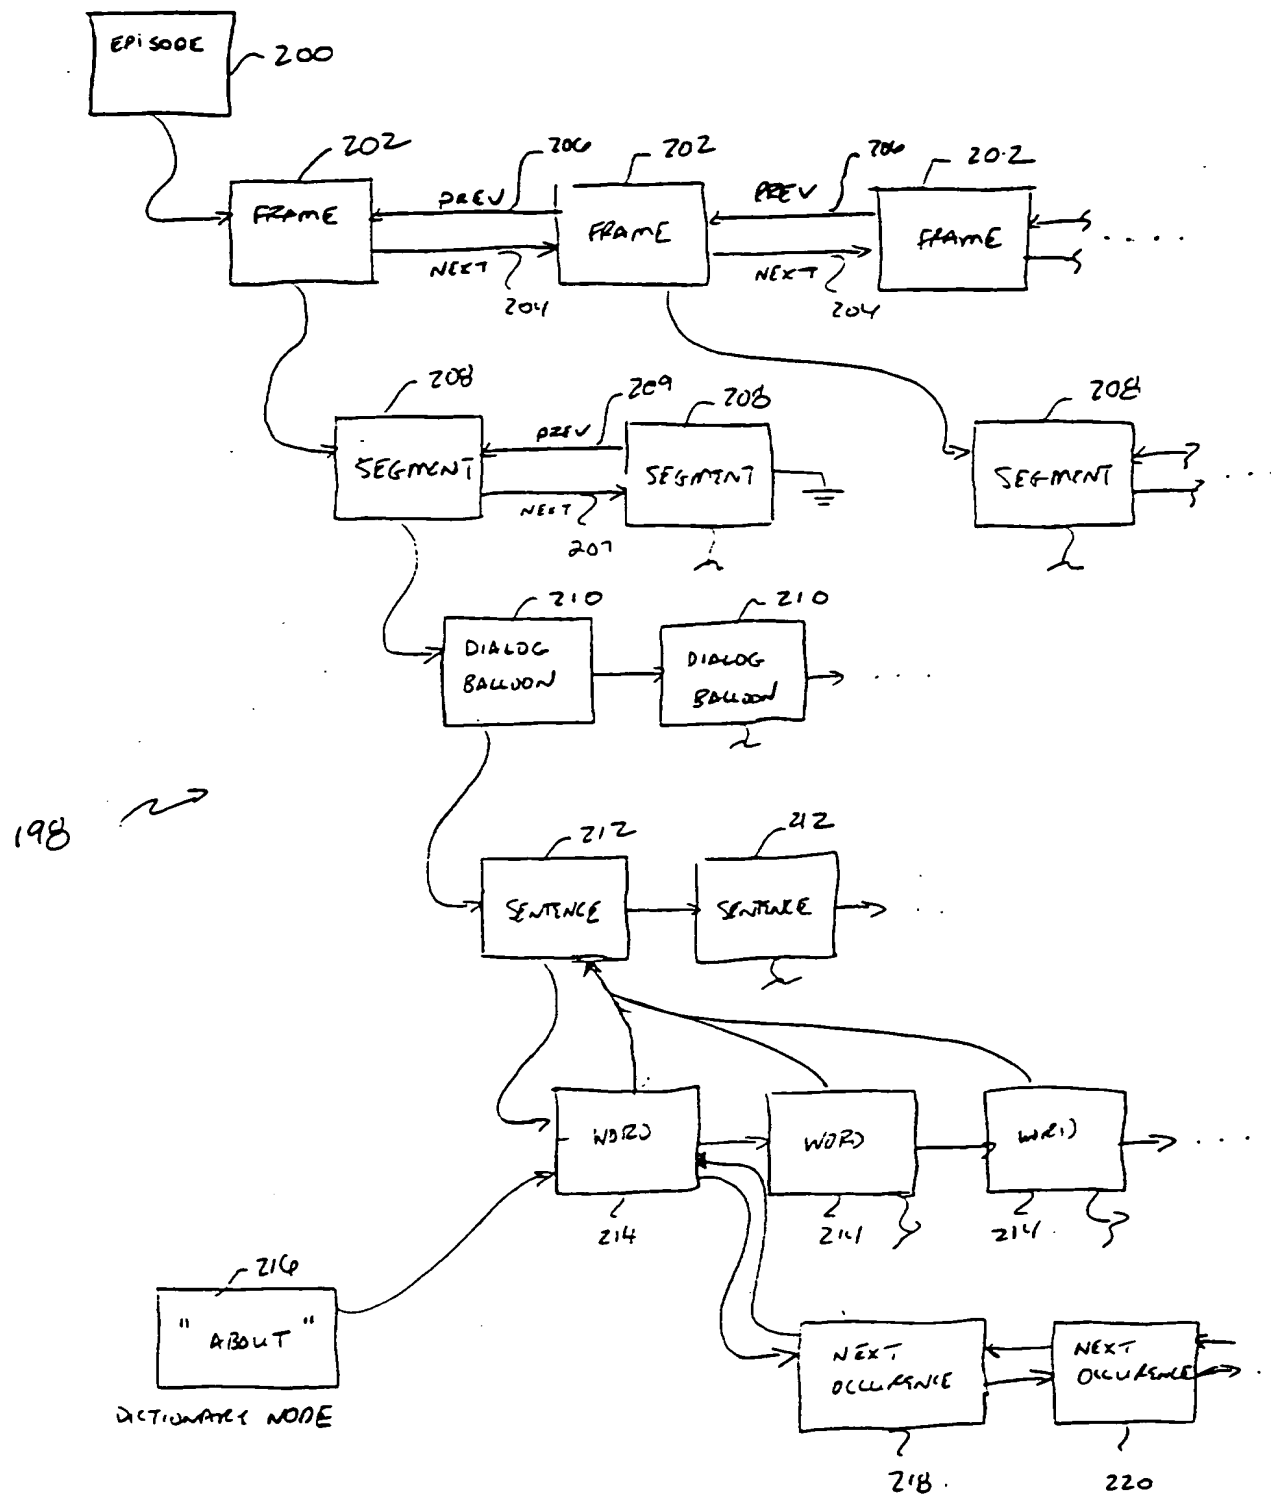 EPISODE
200
202
206
202
206
202
FRAME
PREV
FRAME
PREV
FRAME
. . . .
NEXT
204
NEXT
204
208
209
208
208
SEGMENT
PREV
SEGMENT
SEGMENT
. . .
NEXT
207
210
210
DIALOG
BALLOON
DIALOG
BALLOON
. . . .
198
212
212
SENTENCE
SENTENCE
. .
WORD
WORD
WORD
. . .
214
214
214
216
" ABOUT "
DICTIONARY NODE
NEXT
OCCURENCE
NEXT
OCCURENCE
218
220